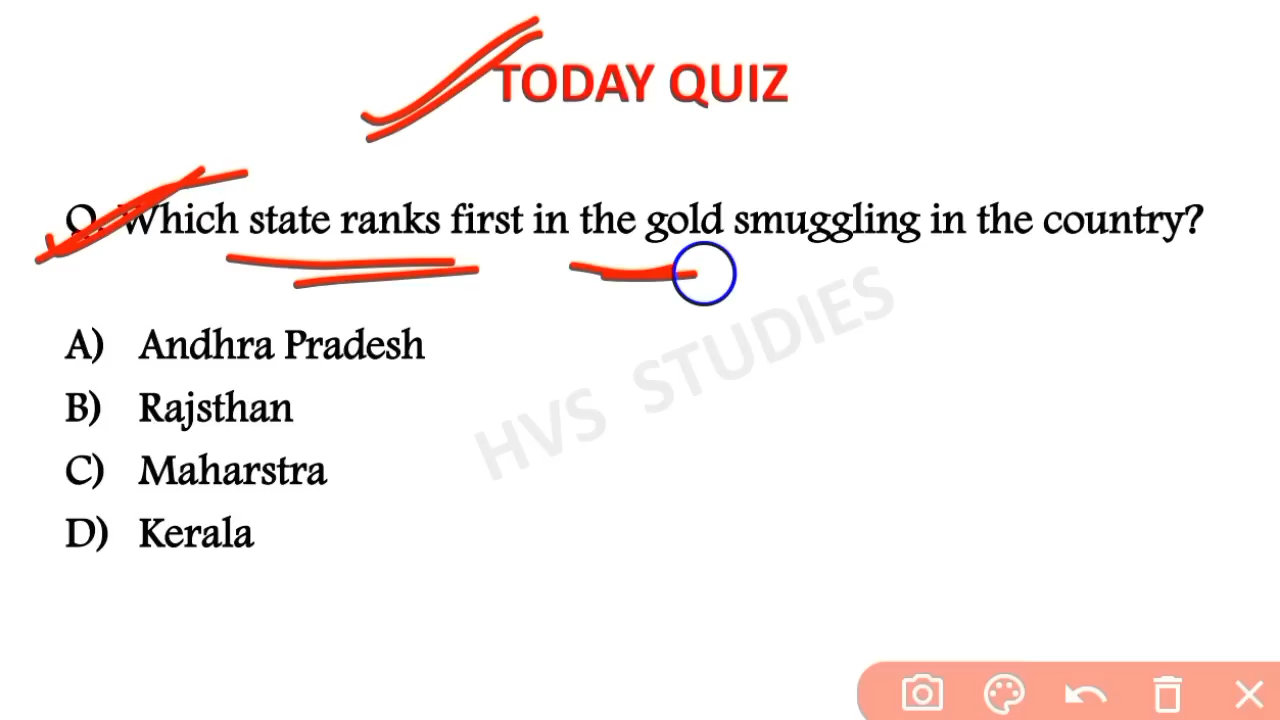 TODAY QUIZ
Q. Which state ranks first in the gold smuggling in the country?
A) Andhra Pradesh
B) Rajsthan
C) Maharstra
D) Kerala
HVS STUDIES